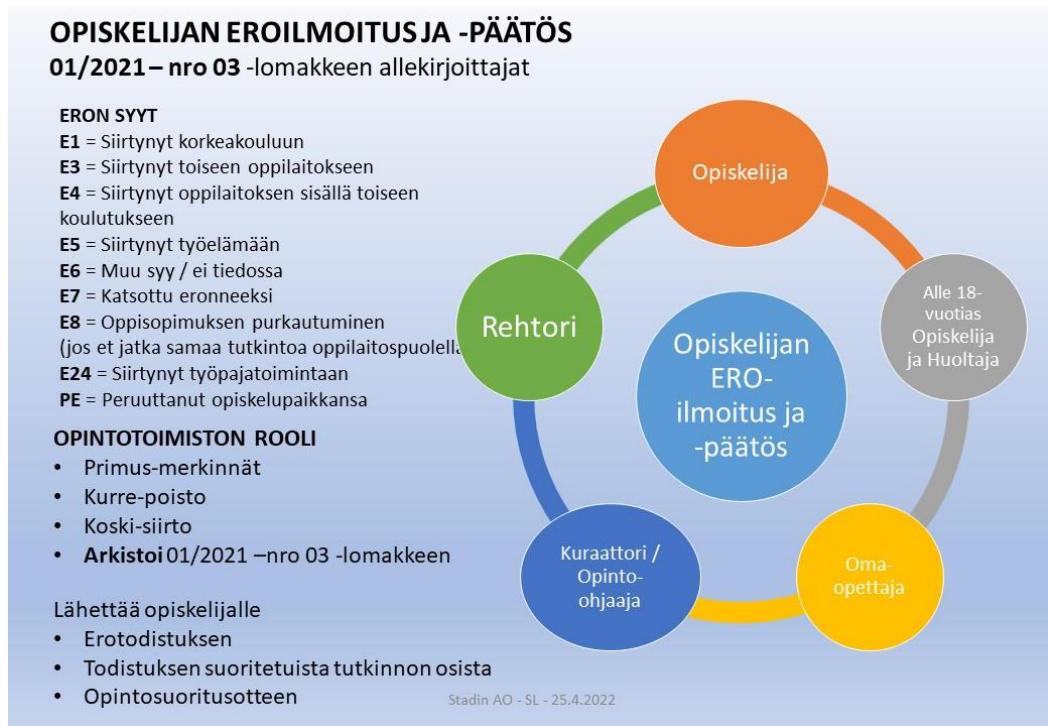 OPISKELIJAN EROILMOITUS JA -PÄÄTÖS
01/2021 – nro 03 -lomakkeen allekirjoittajat
ERON SYYT
E1 = Siirtynyt korkeakouluun
E3 = Siirtynyt toiseen oppilaitokseen
E4 = Siirtynyt oppilaitoksen sisällä toiseen
koulutukseen
E5 = Siirtynyt työelämään
E6 = Muu syy / ei tiedossa
E7 = Katsottu eronneeksi
E8 = Oppisopimuksen purkautuminen
(jos et jatka samaa tutkintoa oppilaitospuolella
E24 = Siirtynyt työpajatoimintaan
PE = Peruuttanut opiskelupaikkansa
OPINTOTOIMISTON ROOLI
• Primus-merkinnät
• Kurre-poisto
• Koski-siirto
• Arkistoi 01/2021 –nro 03 -lomakkeen
Lähettää opiskelijalle
• Erotodistuksen
• Todistuksen suoritetuista tutkinnon osista
• Opintosuoritusotteen
Opiskelija
Alle 18-
vuotias
Opiskelija
ja Huoltaja
Oma-
opettaja
Kuraattori /
Opinto-
ohjaaja
Rehtori
Opiskelijan
ERO-
ilmoitus ja
-päätös
Stadin AO - SL - 25.4.2022